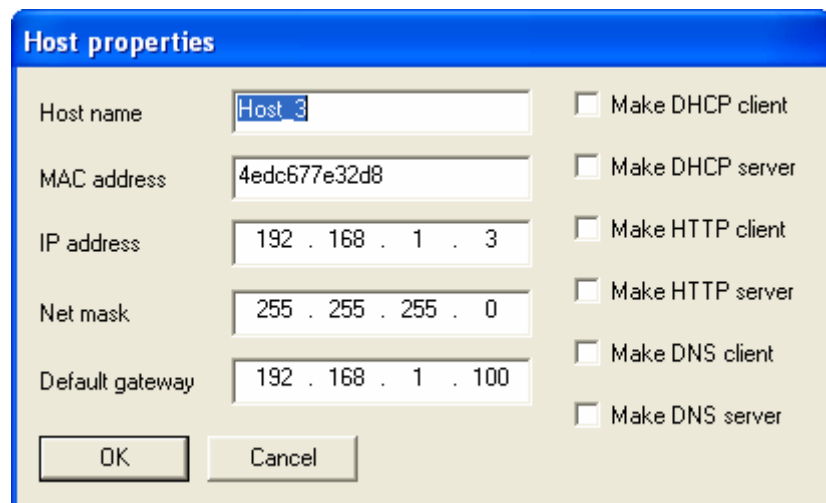 Host properties
Host name
Host_3
MAC address
4edc677e32d8
IP address
192 . 168 . 1 . 3
Net mask
255 . 255 . 255 . 0
Default gateway
192 . 168 . 1 . 100
Make DHCP client
Make DHCP server
Make HTTP client
Make HTTP server
Make DNS client
Make DNS server
OK
Cancel